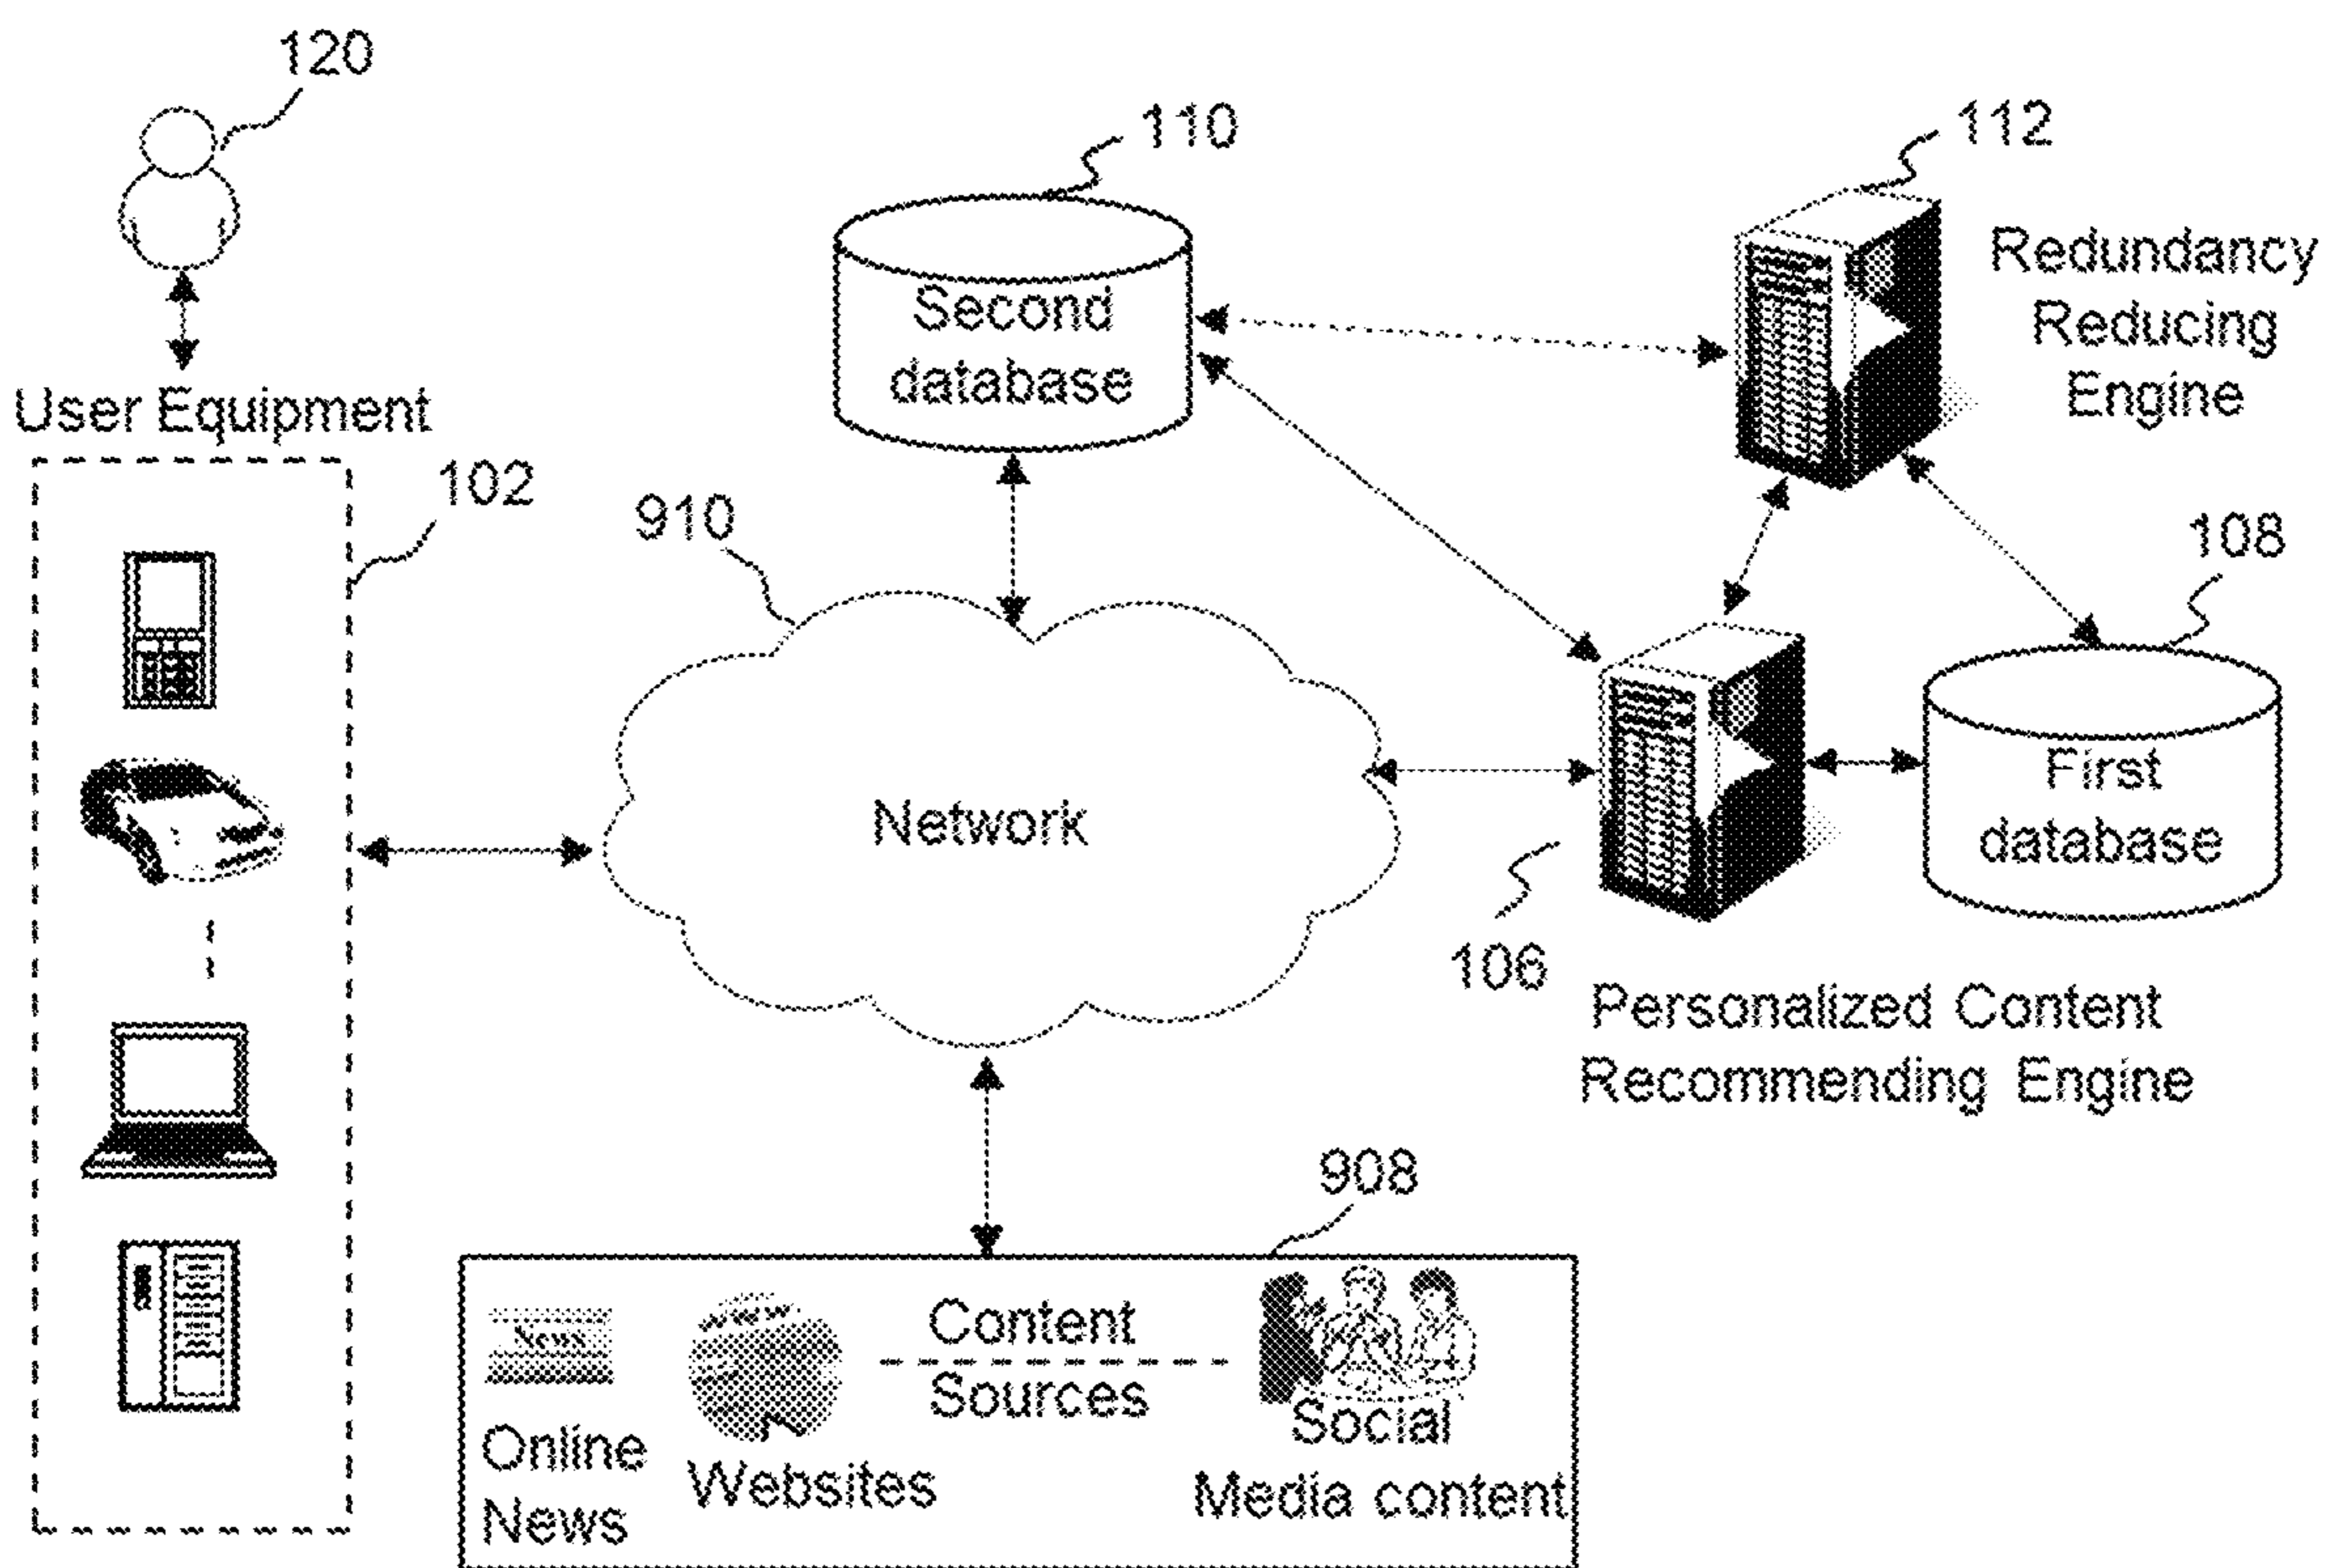 120
110
112
Second
database
Redundancy
Reducing
Engine
User Equipment
102
910
108
Network
First
database
106
Personalized Content
Recommending Engine
908
News
Content
Sources
Online
News
Websites
Social
Media content